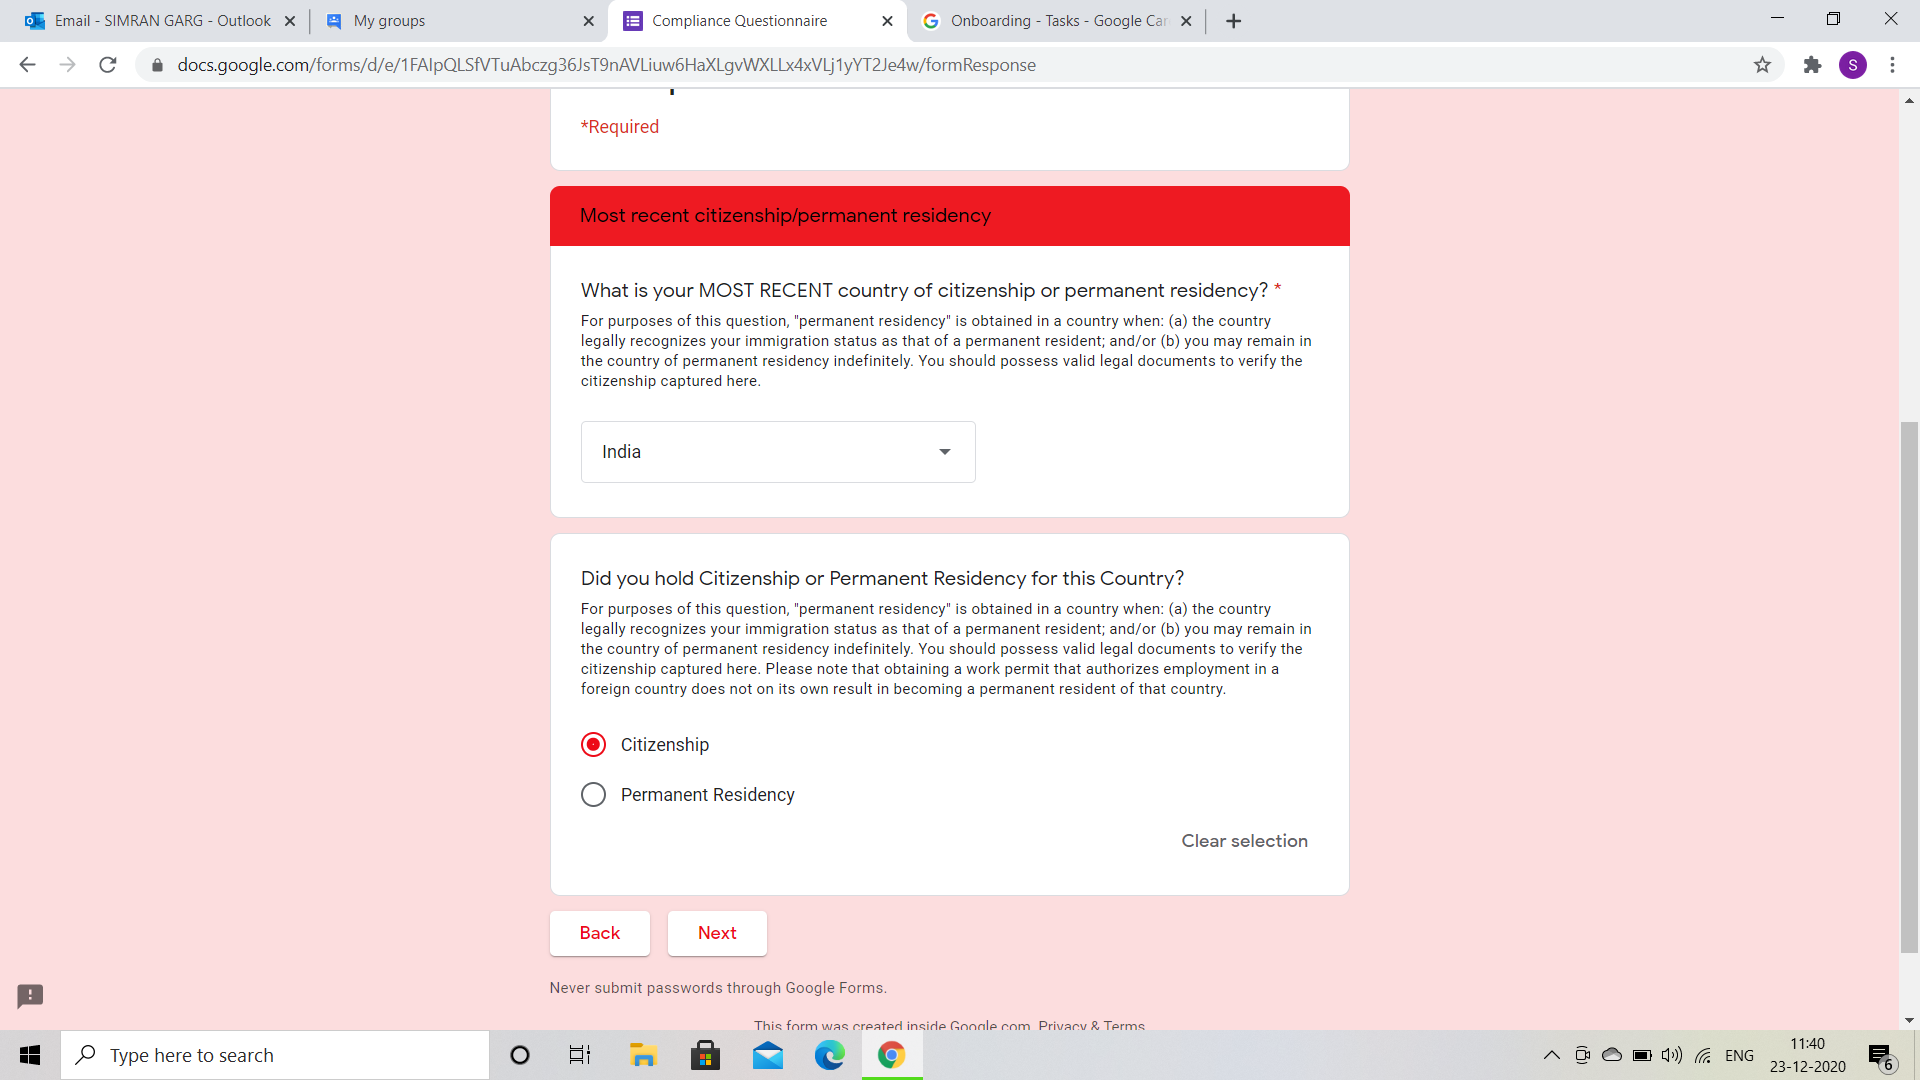 Email - SIMRAN GARG - Outlook
My groups
Compliance Questionnaire
Onboarding - Tasks - Google Car
docs.google.com/forms/d/e/1FAIpQLSfVTuAbczg36JsT9nAVLiuw6HaXLgvWXLLx4xVLj1yYT2Je4w/formResponse
S
*Required
Most recent citizenship/permanent residency
What is your MOST RECENT country of citizenship or permanent residency? *
For purposes of this question, "permanent residency" is obtained in a country when: (a) the country
legally recognizes your immigration status as that of a permanent resident; and/or (b) you may remain in
the country of permanent residency indefinitely. You should possess valid legal documents to verify the
citizenship captured here.
India
Did you hold Citizenship or Permanent Residency for this Country?
For purposes of this question, "permanent residency" is obtained in a country when: (a) the country
legally recognizes your immigration status as that of a permanent resident; and/or (b) you may remain in
the country of permanent residency indefinitely. You should possess valid legal documents to verify the
citizenship captured here. Please note that obtaining a work permit that authorizes employment in a
foreign country does not on its own result in becoming a permanent resident of that country.
Citizenship
Permanent Residency
Clear selection
Back
Next
Never submit passwords through Google Forms.
This form was created inside Google.com. Privacy & Terms
Type here to search
ENG
11:40
23-12-2020
6